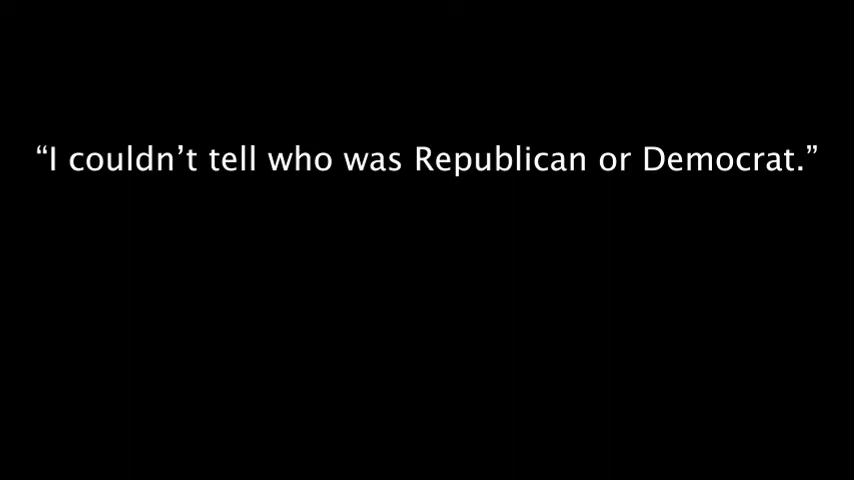 “I couldn’t tell who was Republican or Democrat.”